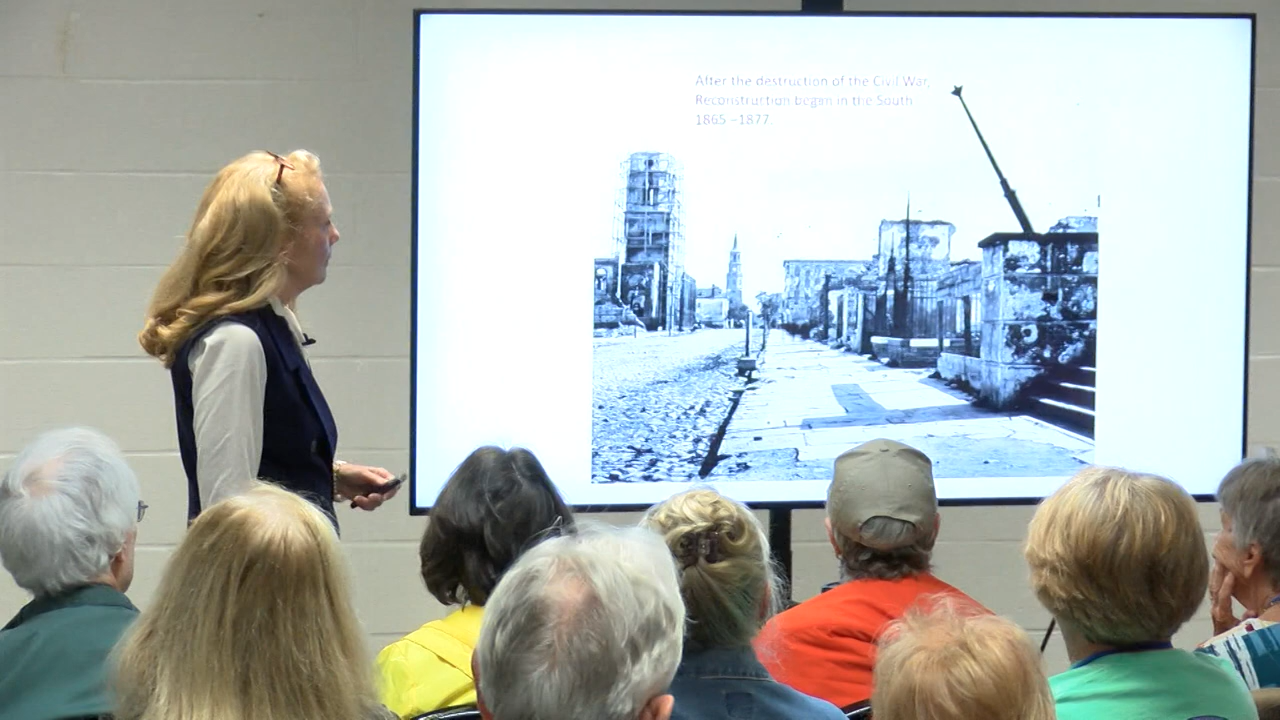 After the destruction of the Civil War,
Reconstruction began in the South
1865 –1877.